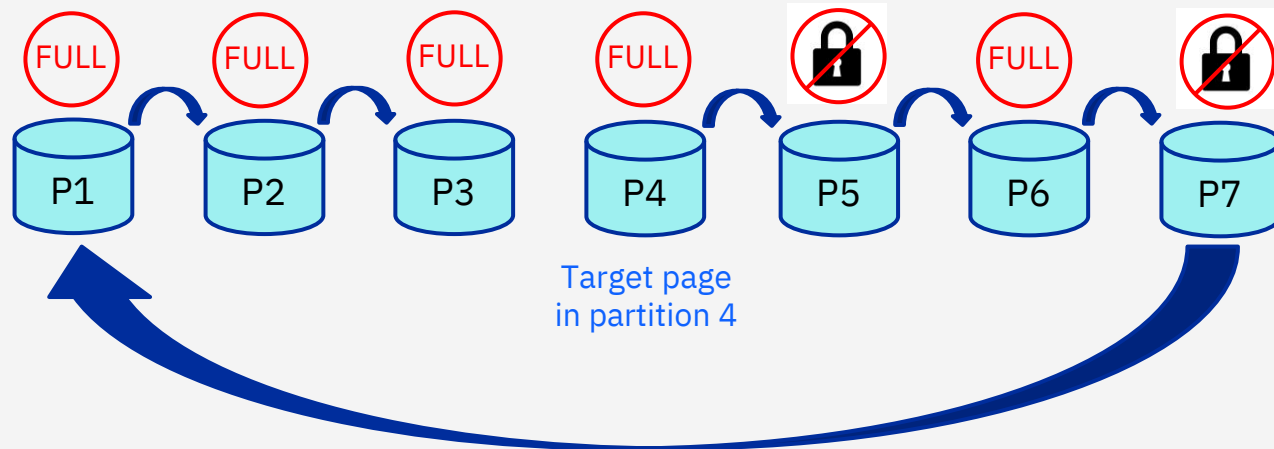 FULL FULL FULL FULL FULL
P1 P2 P3 P4 P5 P6 P7
Target page
in partition 4